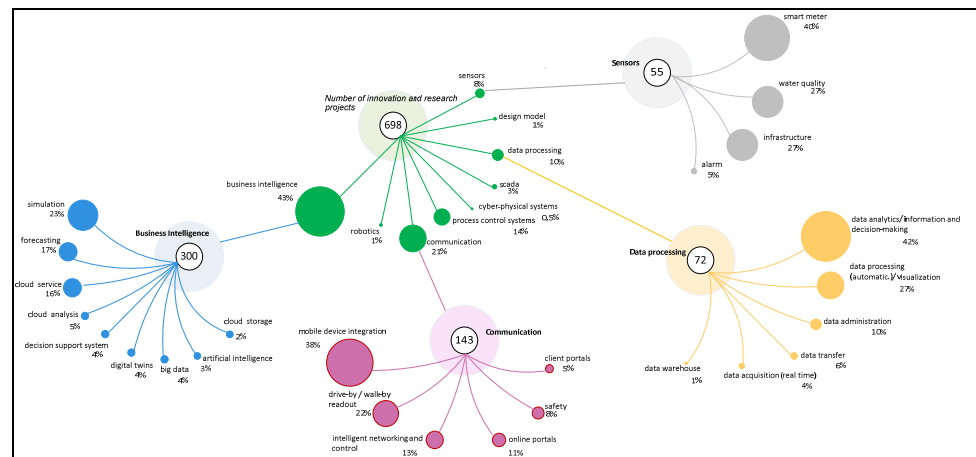 smart meter
40%
Sensors
55
water quality
27%
infrastructure
27%
alarm
5%
sensors
8%
Number of innovation and research
projects
698
design model
1%
data processing
10%
scada
3%
cyber-physical systems
0,5%
process control systems
14%
communication
21%
robotics
1%
business intelligence
43%
simulation
23%
Business Intelligence
300
forecasting
17%
cloud service
16%
cloud analysis
5%
decision support system
4%
digital twins
4%
big data
4%
artificial intelligence
3%
cloud storage
2%
Communication
143
mobile device integration
38%
drive-by / walk-by
readout
22%
intelligent networking and
control
13%
online portals
11%
safety
8%
client portals
5%
Data processing
72
data analytics/information and
decision-making
42%
data processing
(automatic)/visualization
27%
data administration
10%
data transfer
6%
data acquisition (real time)
4%
data warehouse
1%